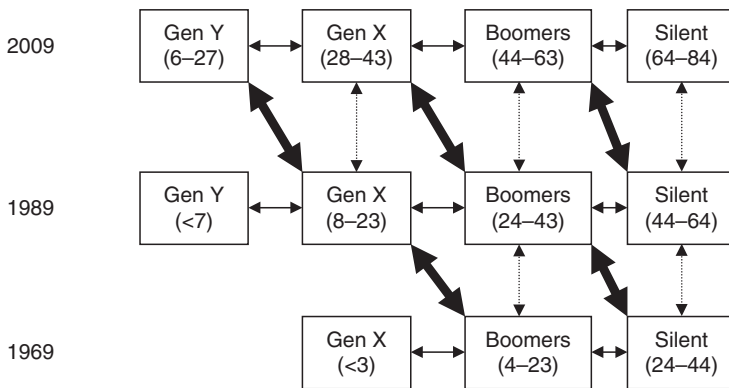 2009
Gen Y
(6–27)
Gen X
(28–43)
Boomers
(44–63)
Silent
(64–84)
1989
Gen Y
(<7)
Gen X
(8–23)
Boomers
(24–43)
Silent
(44–64)
1969
Gen X
(<3)
Boomers
(4–23)
Silent
(24–44)